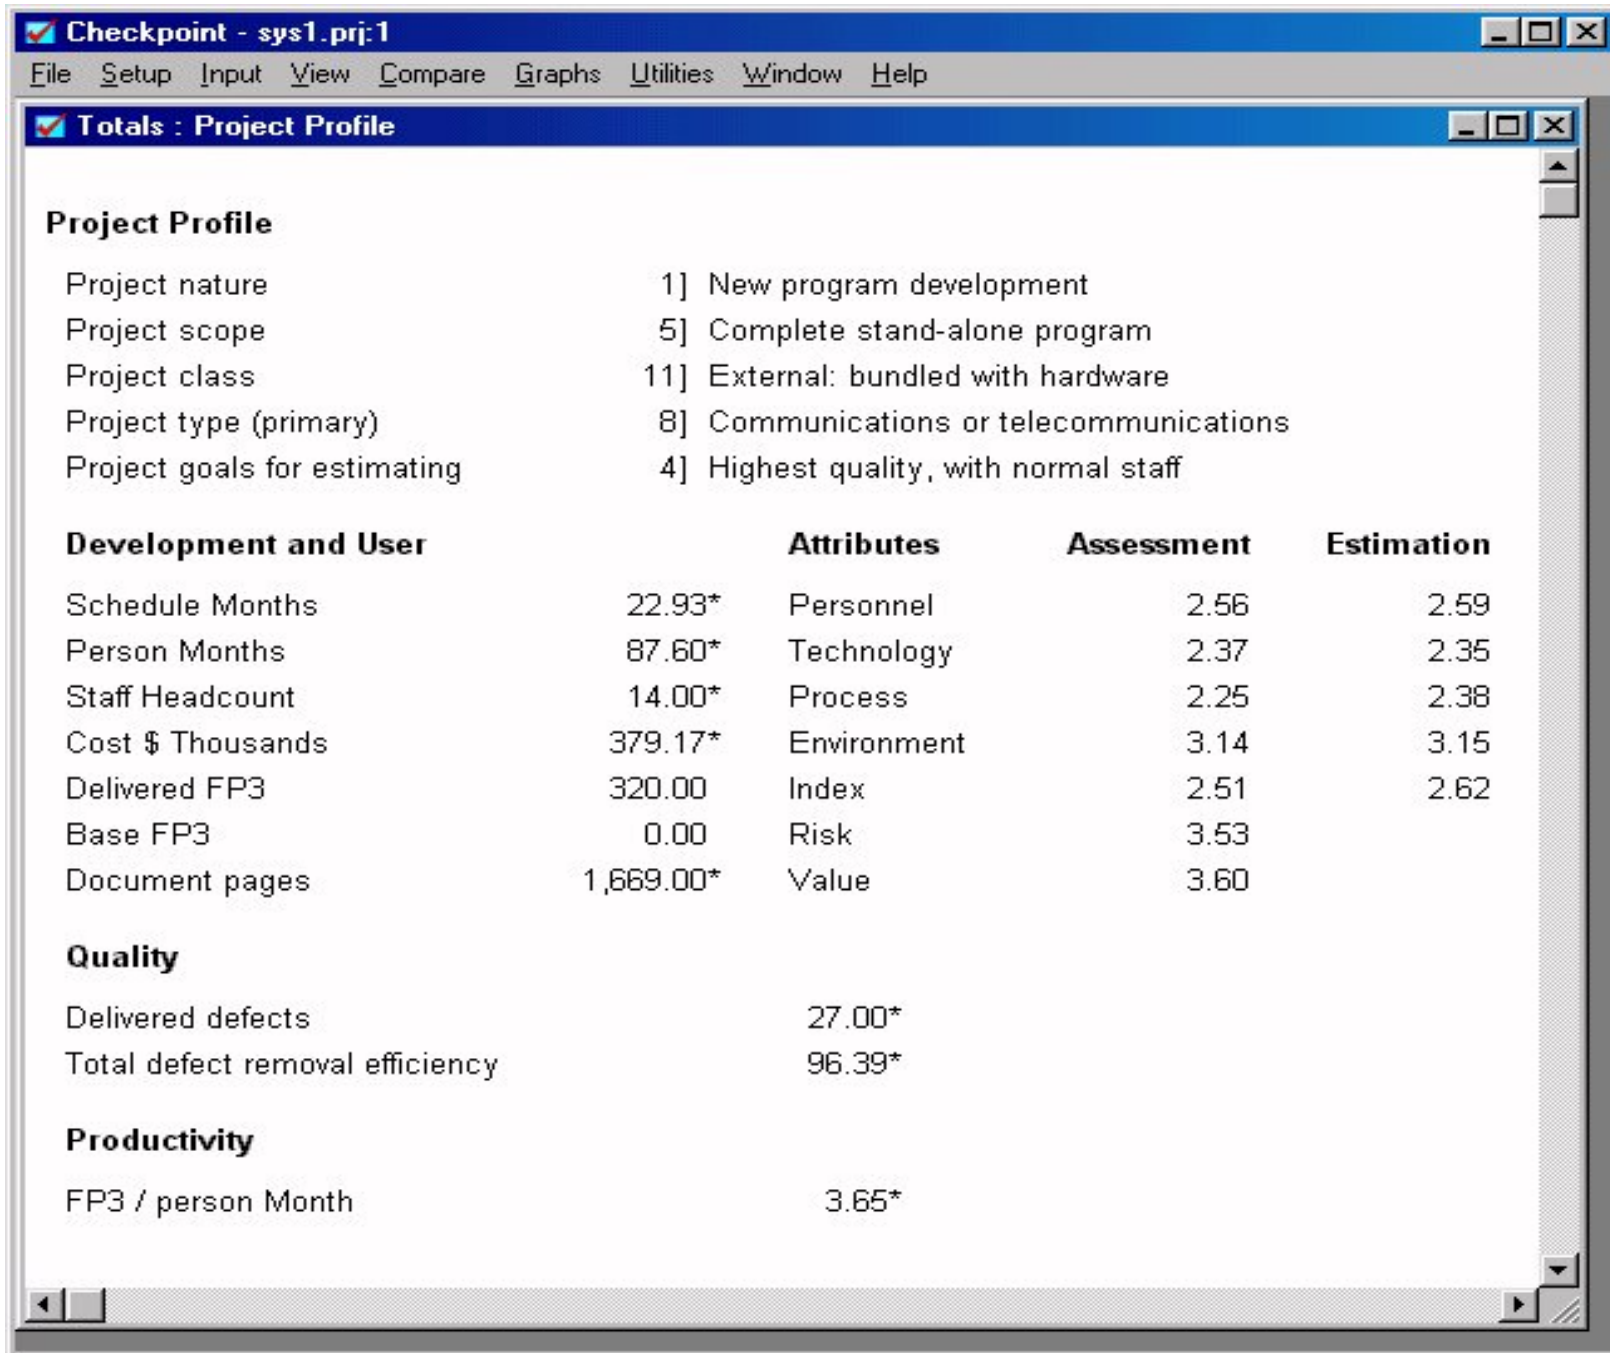 Checkpoint - sys1.prj:1
File Setup Input View Compare Graphs Utilities Window Help
Totals : Project Profile
Project Profile
Project nature 1] New program development
Project scope 5] Complete stand-alone program
Project class 11] External: bundled with hardware
Project type (primary) 8] Communications or telecommunications
Project goals for estimating 4] Highest quality, with normal staff
Development and User Attributes Assessment Estimation
Schedule Months 22.93* Personnel 2.56 2.59
Person Months 87.60* Technology 2.37 2.35
Staff Headcount 14.00* Process 2.25 2.38
Cost $ Thousands 379.17* Environment 3.14 3.15
Delivered FP3 320.00 Index 2.51 2.62
Base FP3 0.00 Risk 3.53
Document pages 1,669.00* Value 3.60
Quality
Delivered defects 27.00*
Total defect removal efficiency 96.39*
Productivity
FP3 / person Month 3.65*